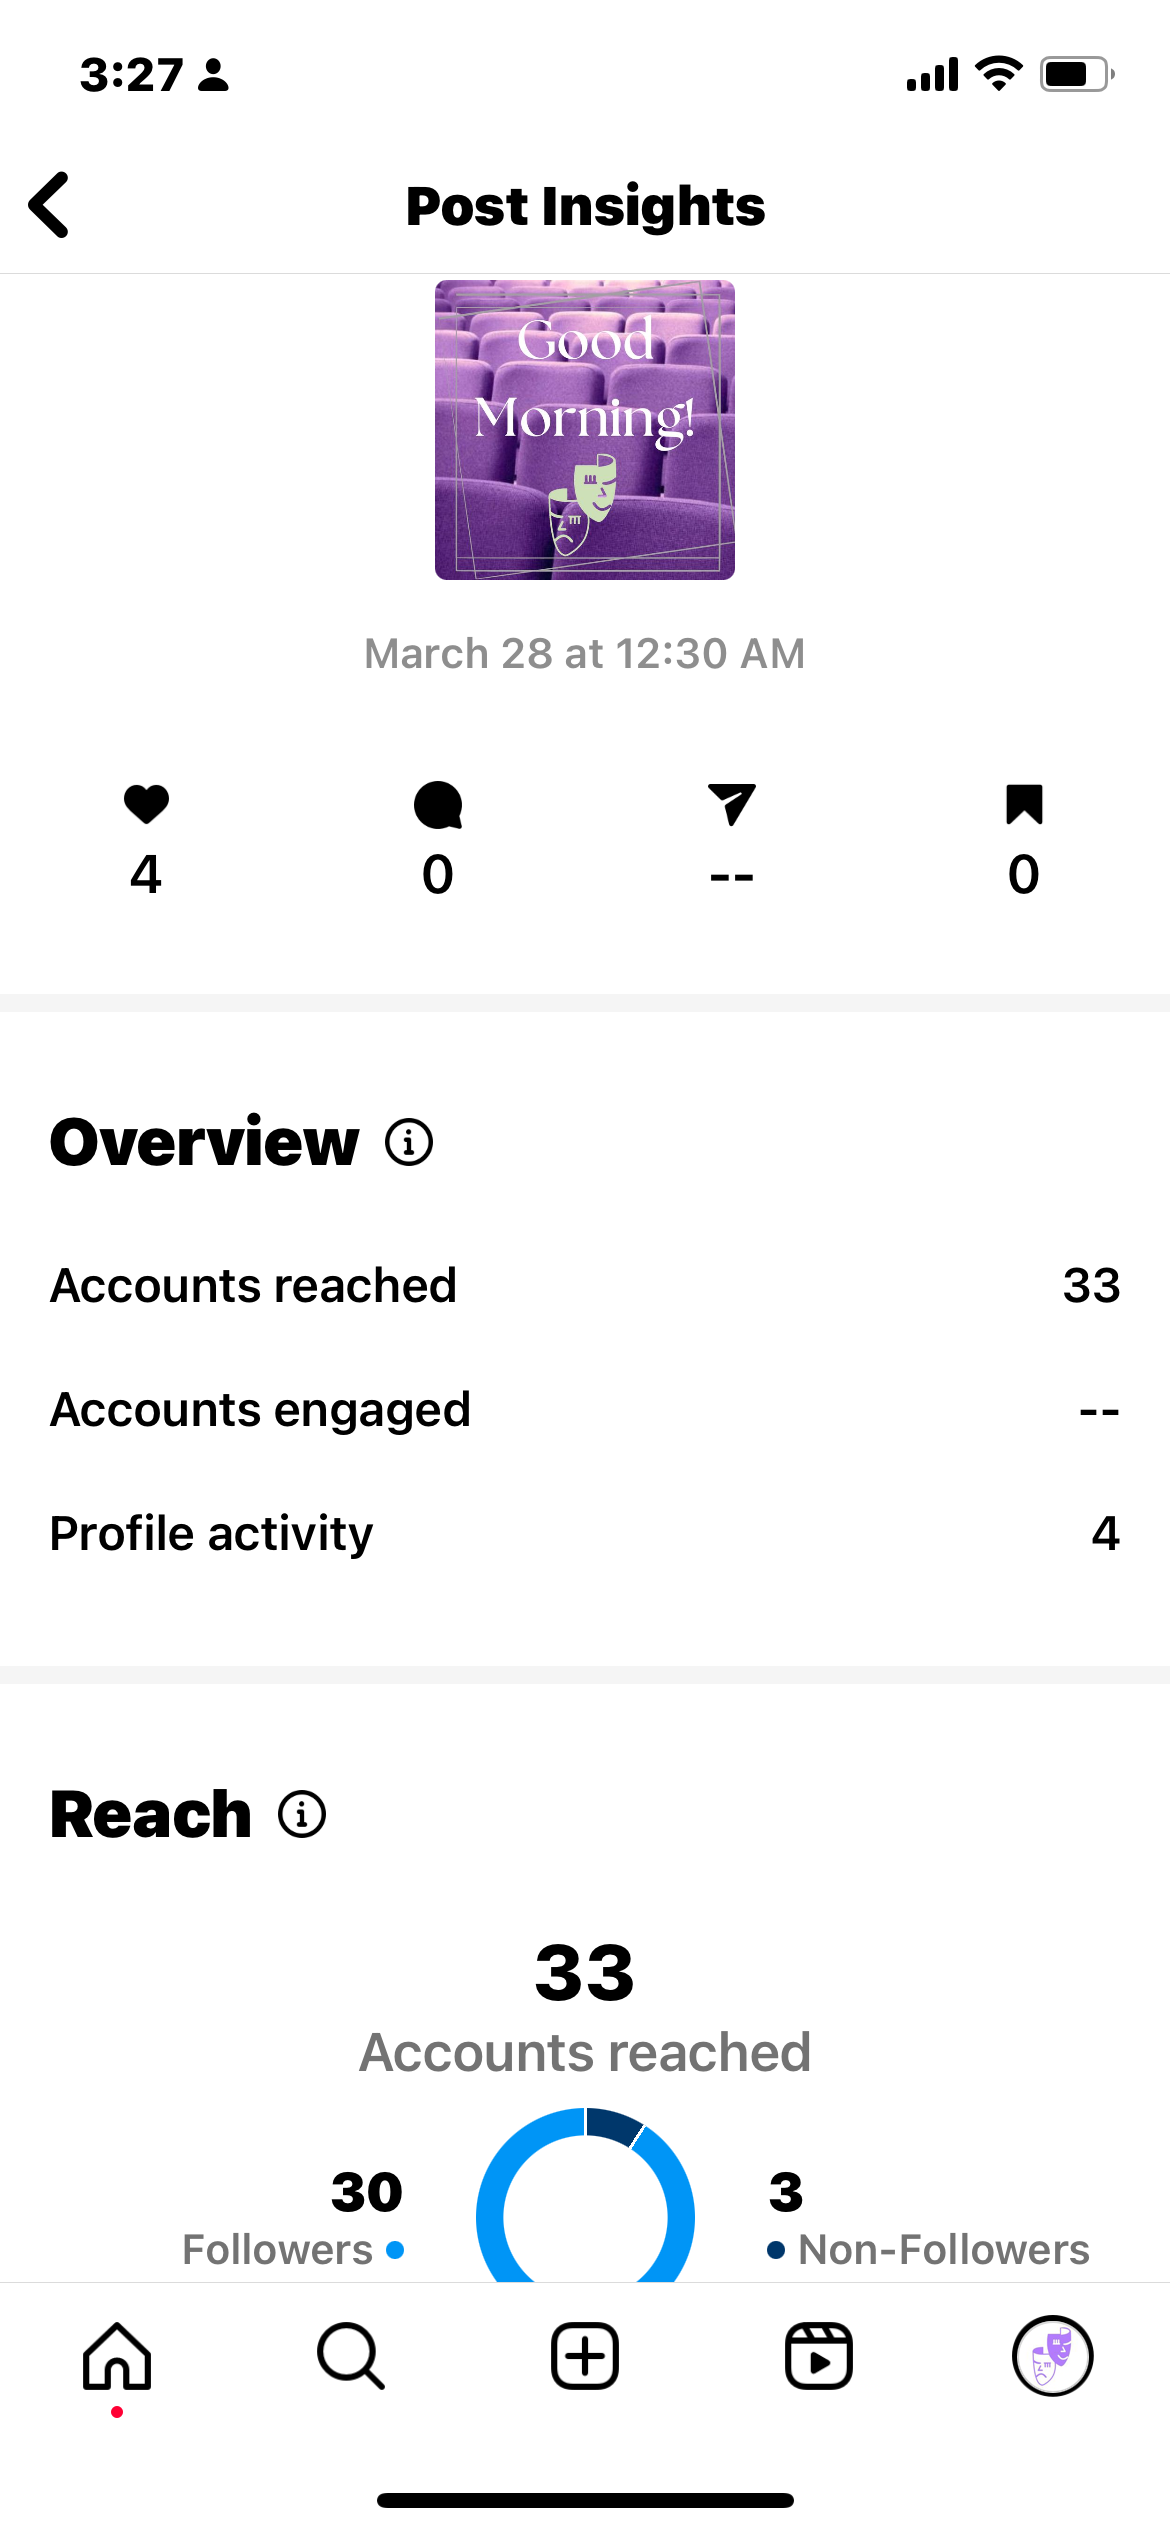 3:27
Post Insights
Good
Morning!
March 28 at 12:30 AM
4 0 -- 0
Overview
Accounts reached 33
Accounts engaged --
Profile activity 4
Reach
33
Accounts reached
30 3
Followers Non-Followers